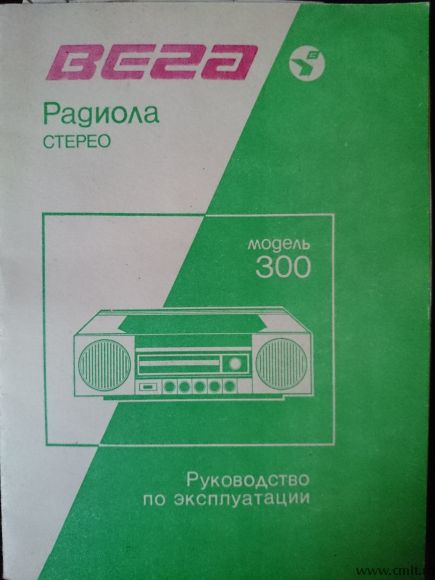 ВЕГА
Радиола
СТЕРЕО
модель
300
Руководство
по эксплуатации